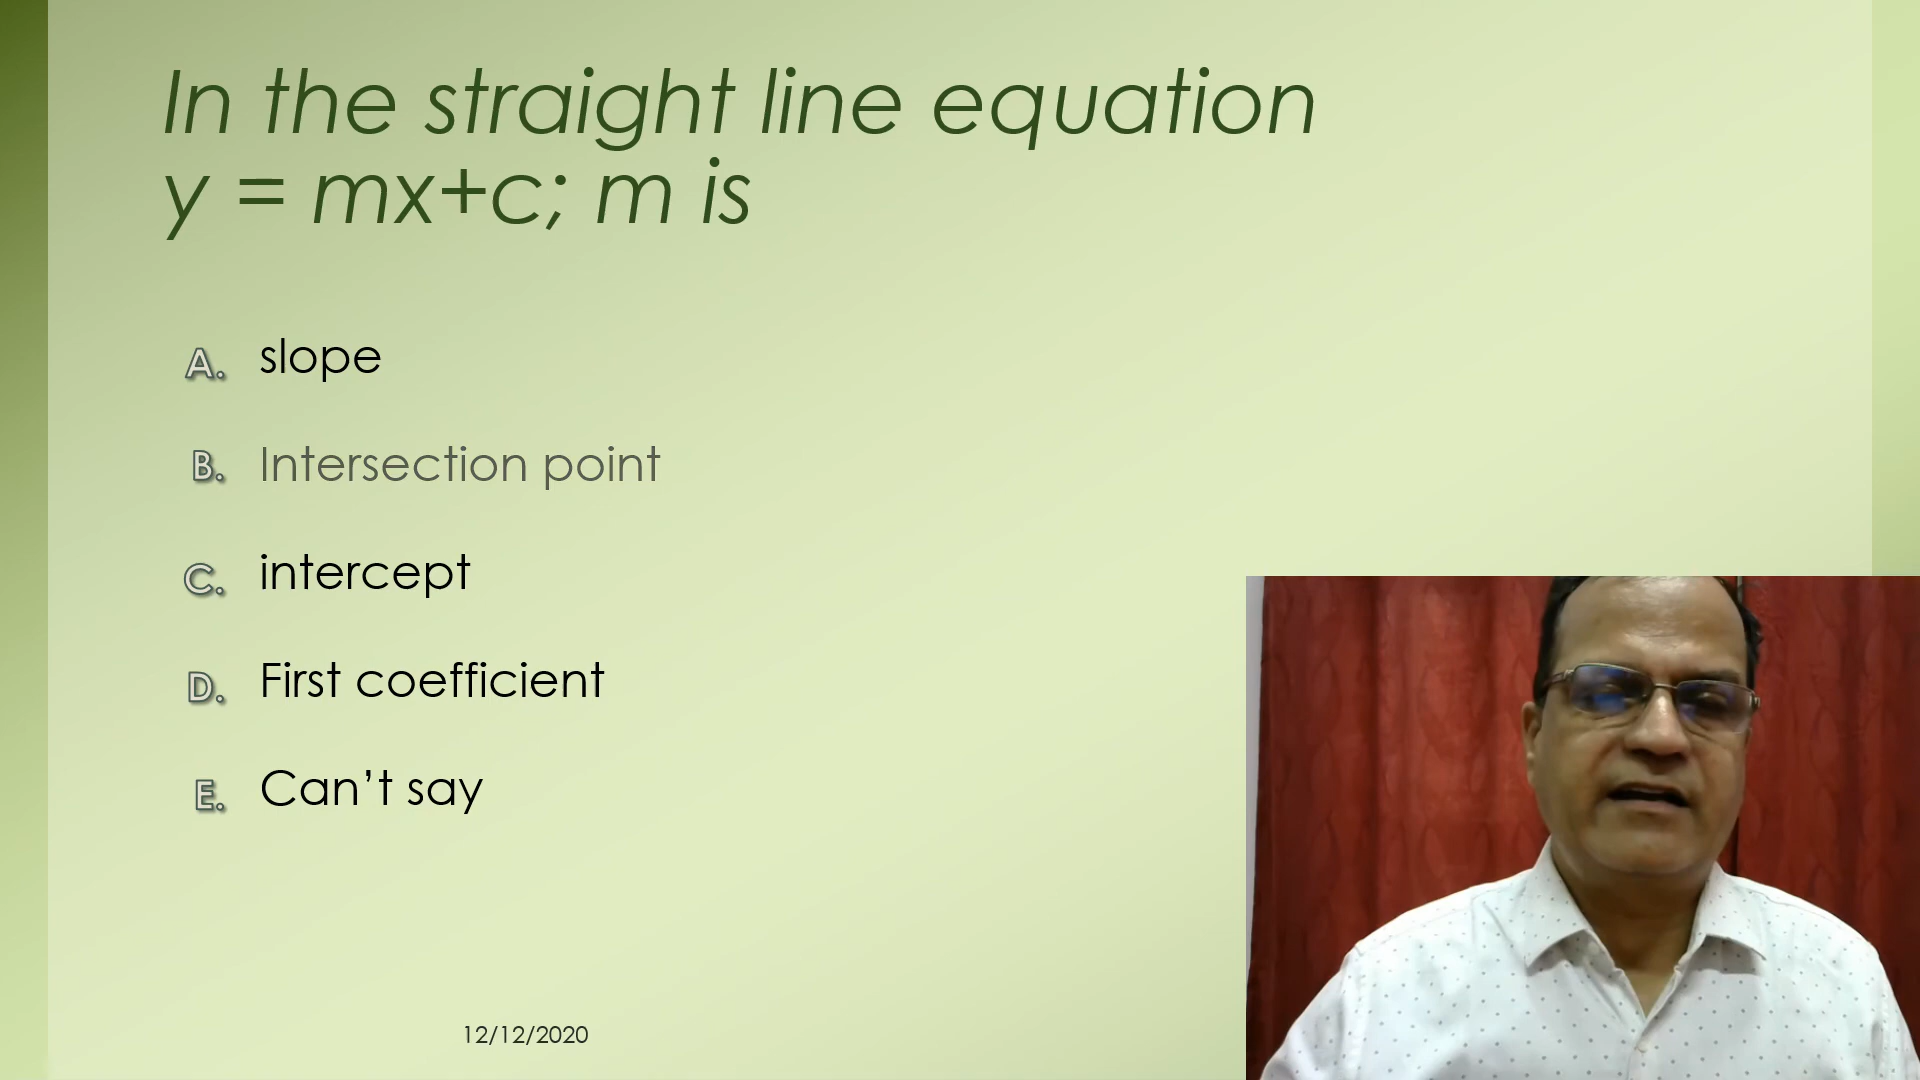 In the straight line equation
y = mx+c; m is
A. slope
B. Intersection point
C. intercept
D. First coefficient
E. Can’t say
12/12/2020